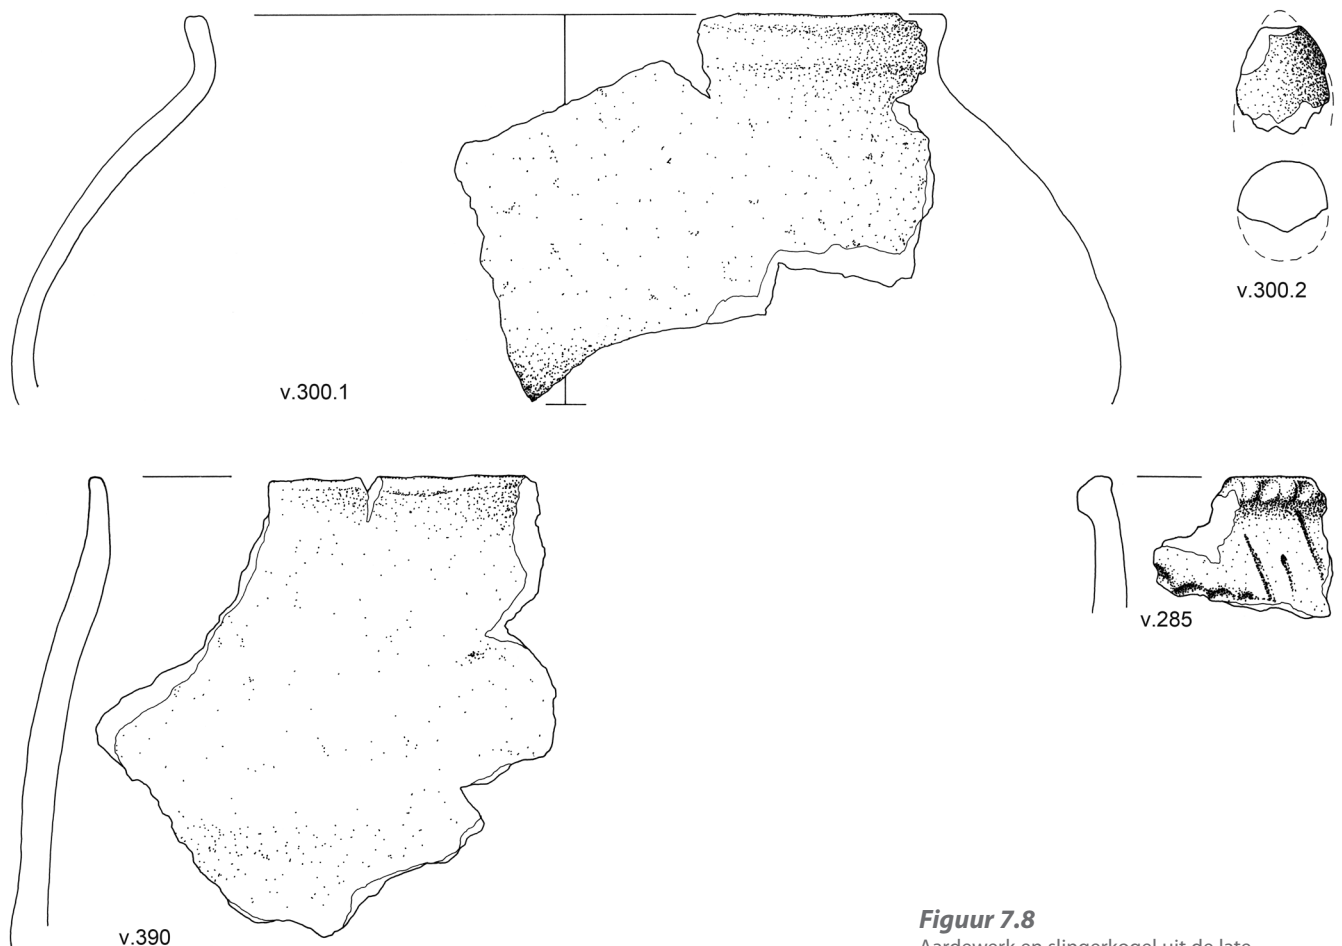 v.300.1
v.300.2
v.285
v.390
Figuur 7.8
Aardewerk en slingerkogel uit de late